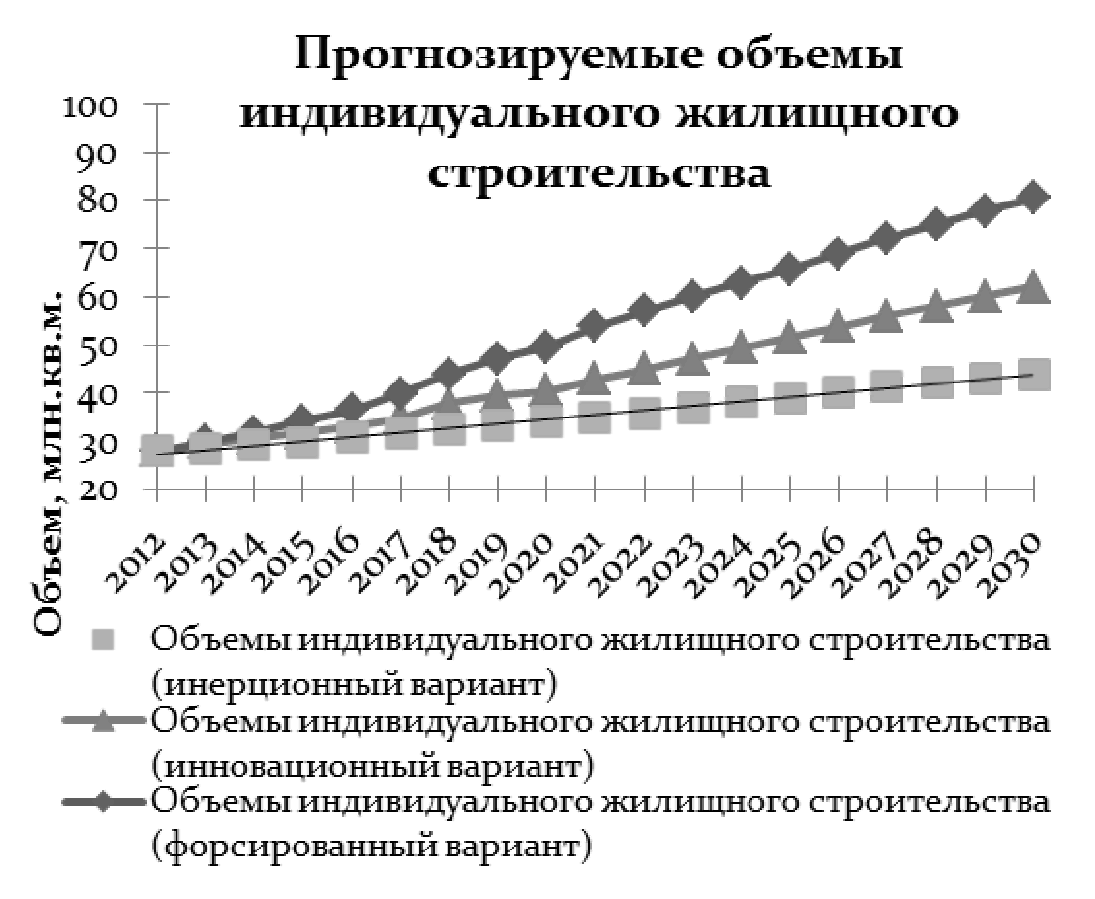 Прогнозируемые объемы
индивидуального жилищного
строительства
Объем, млн.кв.м.
100
90
80
70
60
50
40
30
20
2012
2013
2014
2015
2016
2017
2018
2019
2020
2021
2022
2023
2024
2025
2026
2027
2028
2029
2030
Объемы индивидуального жилищного строительства
(инерционный вариант)
Объемы индивидуального жилищного строительства
(инновационный вариант)
Объемы индивидуального жилищного строительства
(форсированный вариант)